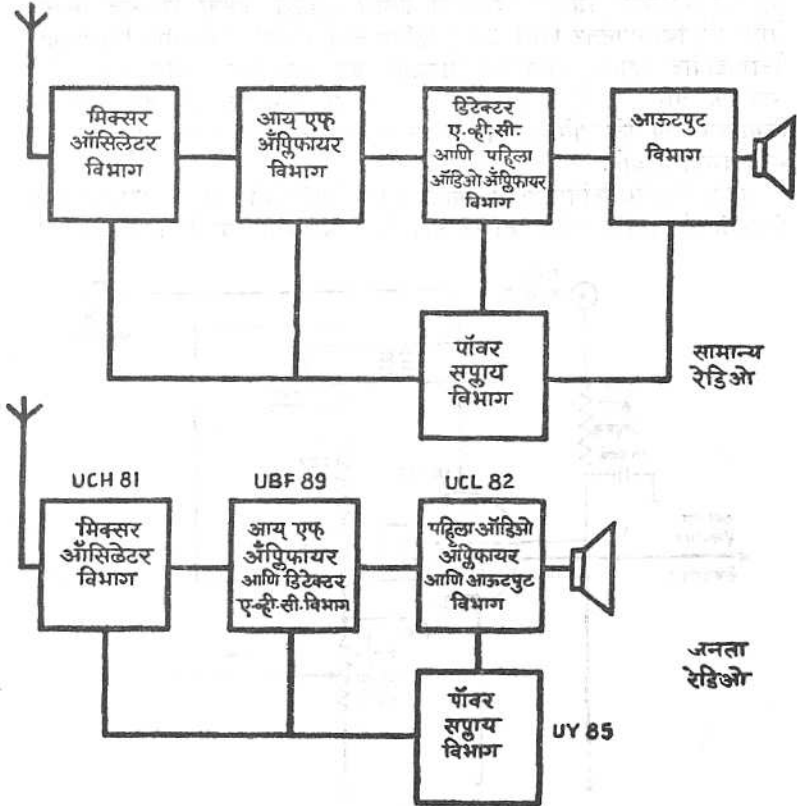 मिक्सर
ऑसिलेटर
विभाग
आय् एफ्
ॲंप्लिफायर
विभाग
डिटेक्टर
ए.व्ही.सी.
आणि पहिला
ऑडिओ ॲंप्लिफायर
विभाग
आऊटपुट
विभाग
पॉवर
सप्लाय
विभाग
सामान्य
रेडिओ
UCH 81
UBF 89
UCL 82
मिक्सर
ऑसिलेटर
विभाग
आय् एफ्
ॲंप्लिफायर
आणि डिटेक्टर
ए.व्ही.सी. विभाग
पहिला ऑडिओ
ॲंप्लिफायर
आणि आऊटपुट
विभाग
जनता
रेडिओ
पॉवर
सप्लाय
विभाग
UY 85